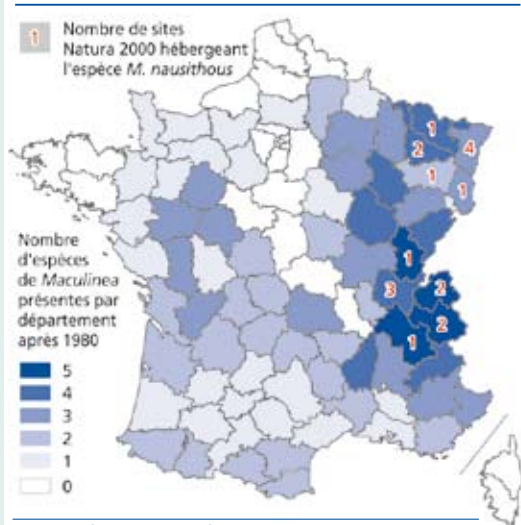 1
Nombre de sites
Natura 2000 hébergeant
l'espèce M. nausithous
1
2
4
1
1
1
3
2
2
1
Nombre
d'espèces
de Maculinea
présentes par
département
après 1980
5
4
3
2
1
0